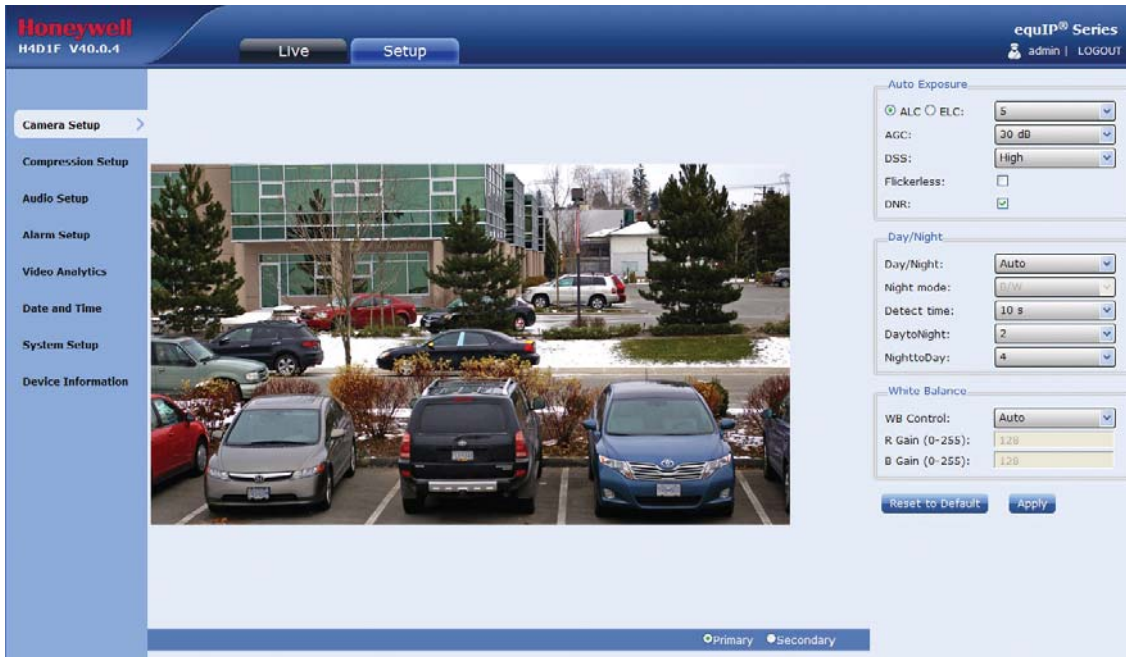 Honeywell
H4D1F V40.0.4
Live
Setup
equIP® Series
admin | LOGOUT
Camera Setup
Compression Setup
Audio Setup
Alarm Setup
Video Analytics
Date and Time
System Setup
Device Information
Auto Exposure
ALC ELC: 5
AGC: 30 dB
DSS: High
Flickerless:
DNR:
Day/Night
Day/Night: Auto
Night mode: B/W
Detect time: 10 s
DaytoNight: 2
NighttoDay: 4
White Balance
WB Control: Auto
R Gain (0-255): 128
B Gain (0-255): 128
Reset to Default Apply
Primary Secondary